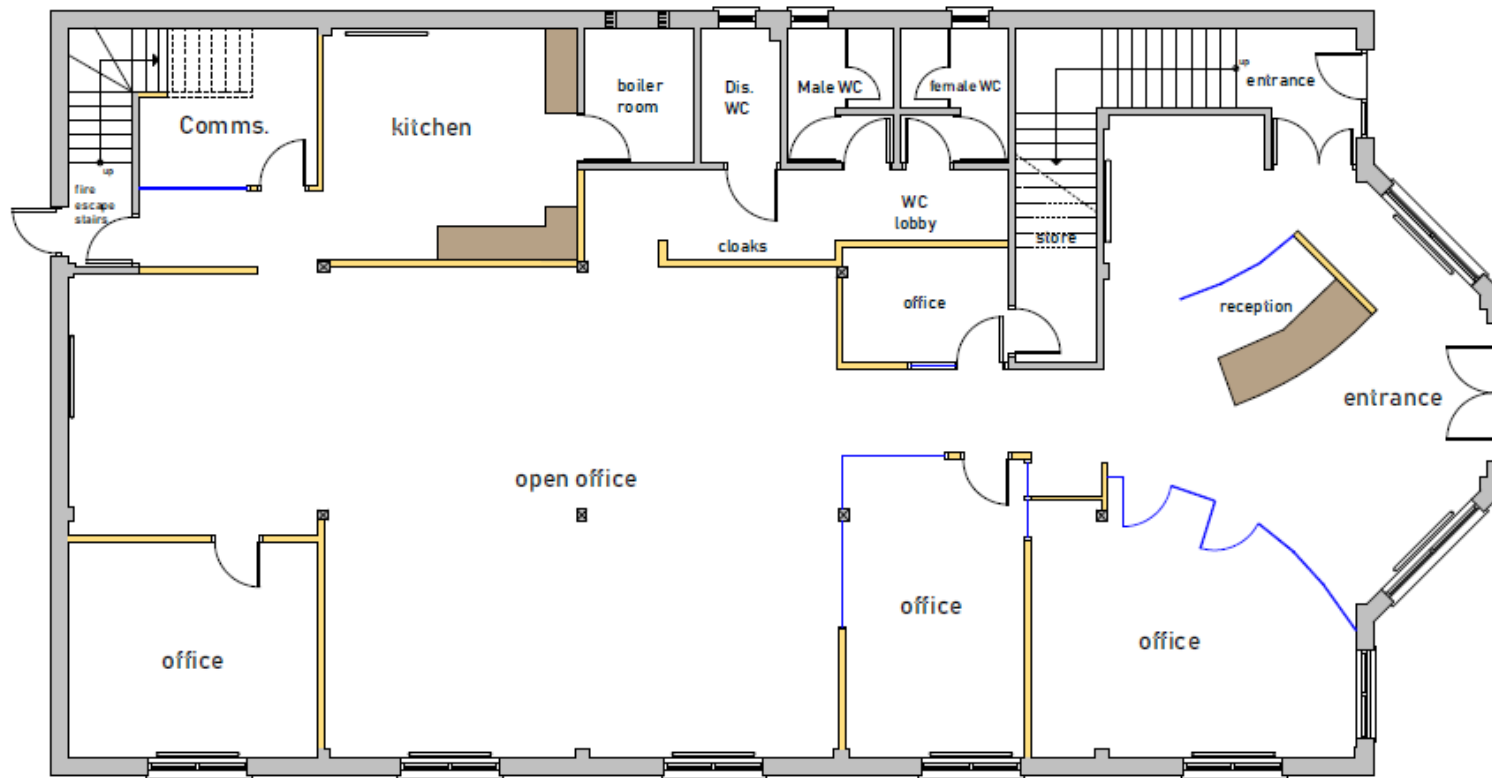 up
entrance
boiler
room
Dis.
WC
Male WC
female WC
Comms.
kitchen
up
fire
escape
stairs
WC
lobby
store
cloaks
office
reception
entrance
open office
office
office
office